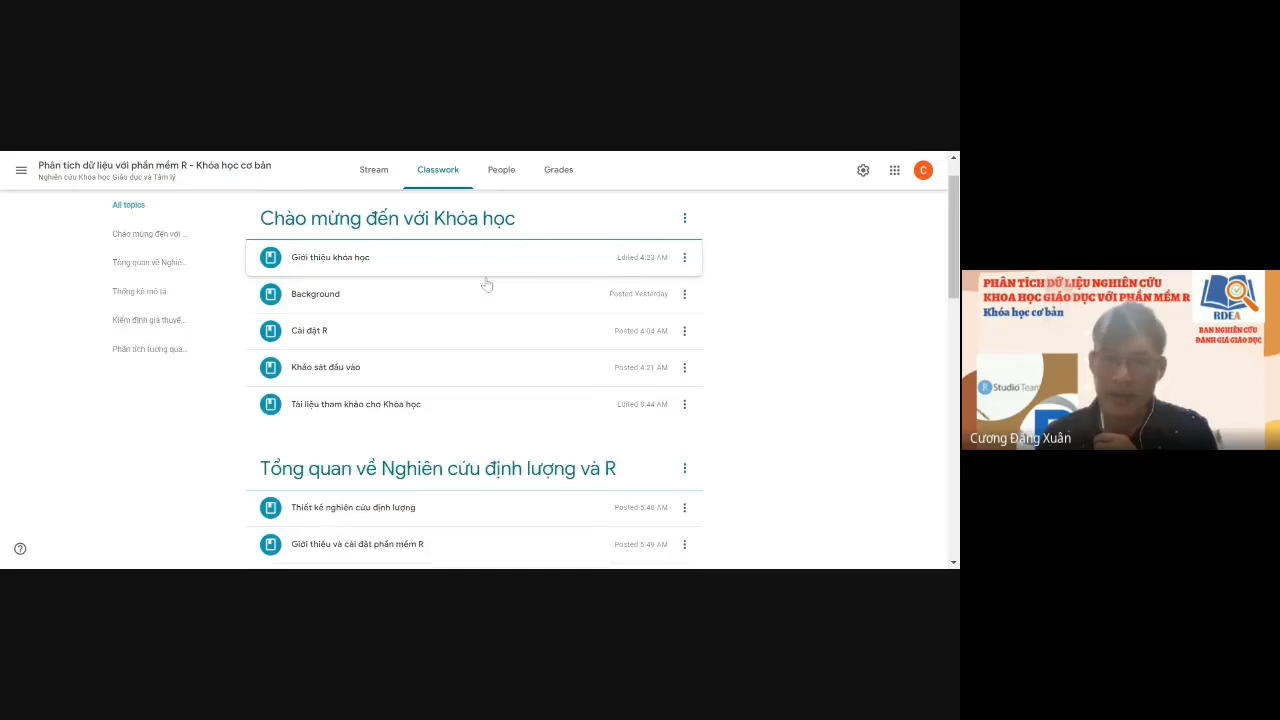 Phân tích dữ liệu với phần mềm R - Khóa học cơ bản
Nghiên cứu Khoa học Giáo dục và Tâm lý
Stream
Classwork
People
Grades
C
All topics
Chào mừng đến với ...
Tổng quan về Nghiê...
Thống kê mô tả
Kiểm định giả thuyế...
Phân tích tương qua...
Chào mừng đến với Khóa học
Giới thiệu khóa học
Edited 4:23 AM
Background
Posted Yesterday
Cài đặt R
Posted 4:04 AM
Khảo sát đầu vào
Posted 4:21 AM
Tài liệu tham khảo cho Khóa học
Edited 8:44 AM
Tổng quan về Nghiên cứu định lượng và R
Thiết kế nghiên cứu định lượng
Posted 5:48 AM
Giới thiệu và cài đặt phần mềm R
Posted 5:49 AM
PHÂN TÍCH DỮ LIỆU NGHIÊN CỨU
KHOA HỌC GIÁO DỤC VỚI PHẦN MỀM R
Khóa học cơ bản
RDEA
BAN NGHIÊN CỨU
ĐÁNH GIÁ GIÁO DỤC
R Studio Team
Cương Đặng Xuân